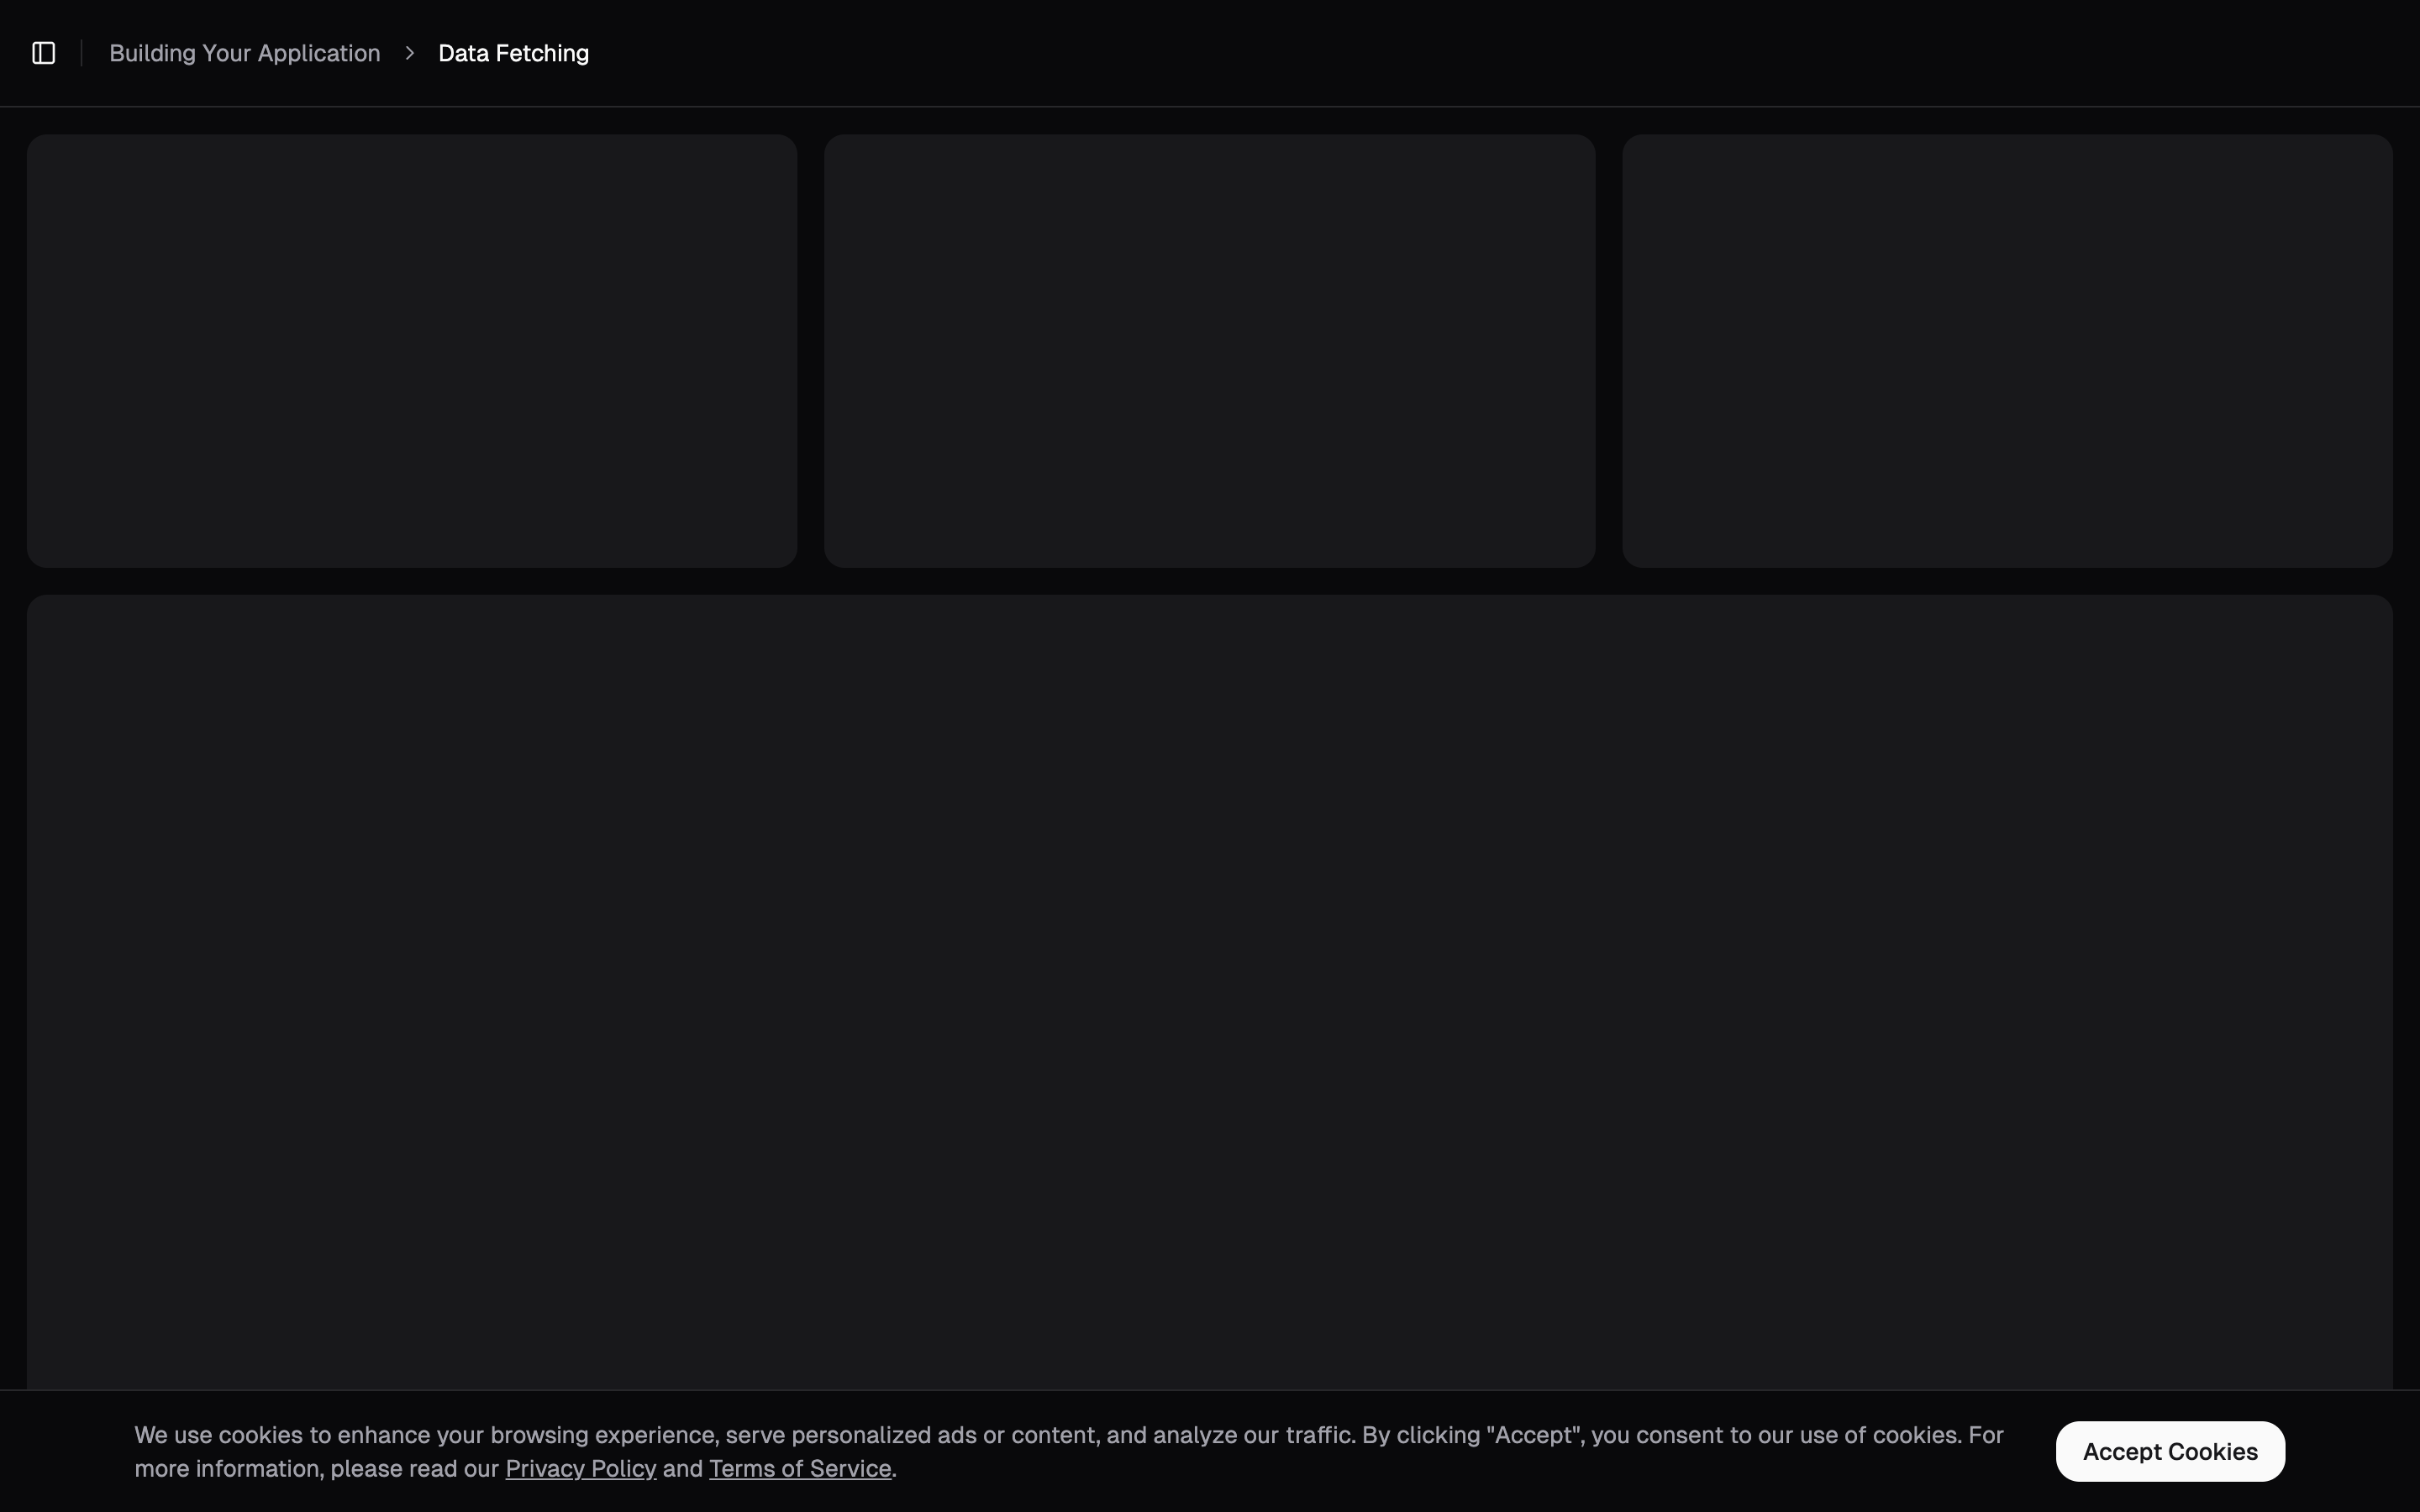 Building Your Application
Data Fetching
We use cookies to enhance your browsing experience, serve personalized ads or content, and analyze our traffic. By clicking "Accept", you consent to our use of cookies. For
more information, please read our Privacy Policy and Terms of Service.
Accept Cookies